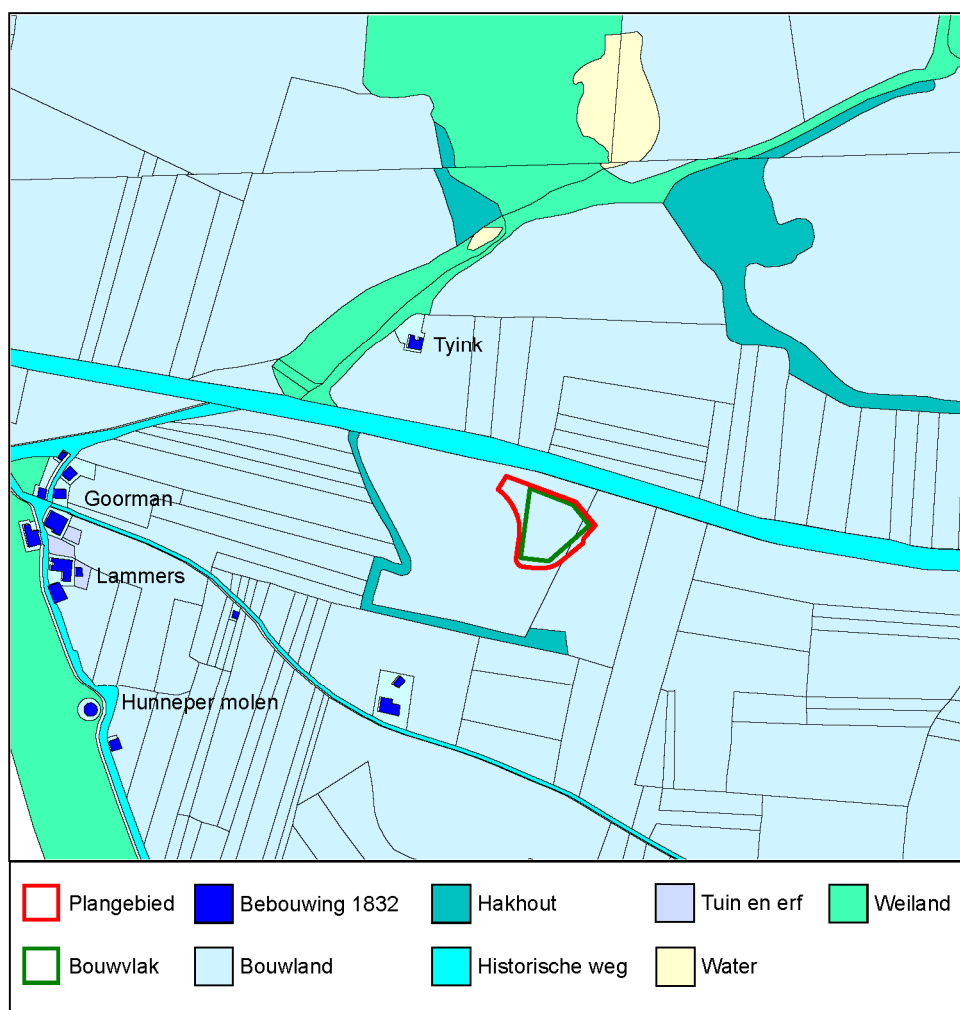 Tyink
Goorman
Lammers
Hunneper molen
Plangebied
Bebouwing 1832
Hakhout
Tuin en erf
Weiland
Bouwvlak
Bouwland
Historische weg
Water